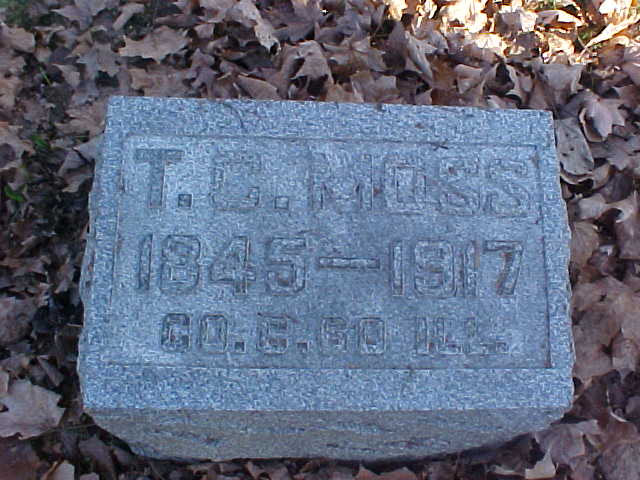 T. C. MOSS
1845 — 1917
CO. C. 60 ILL.